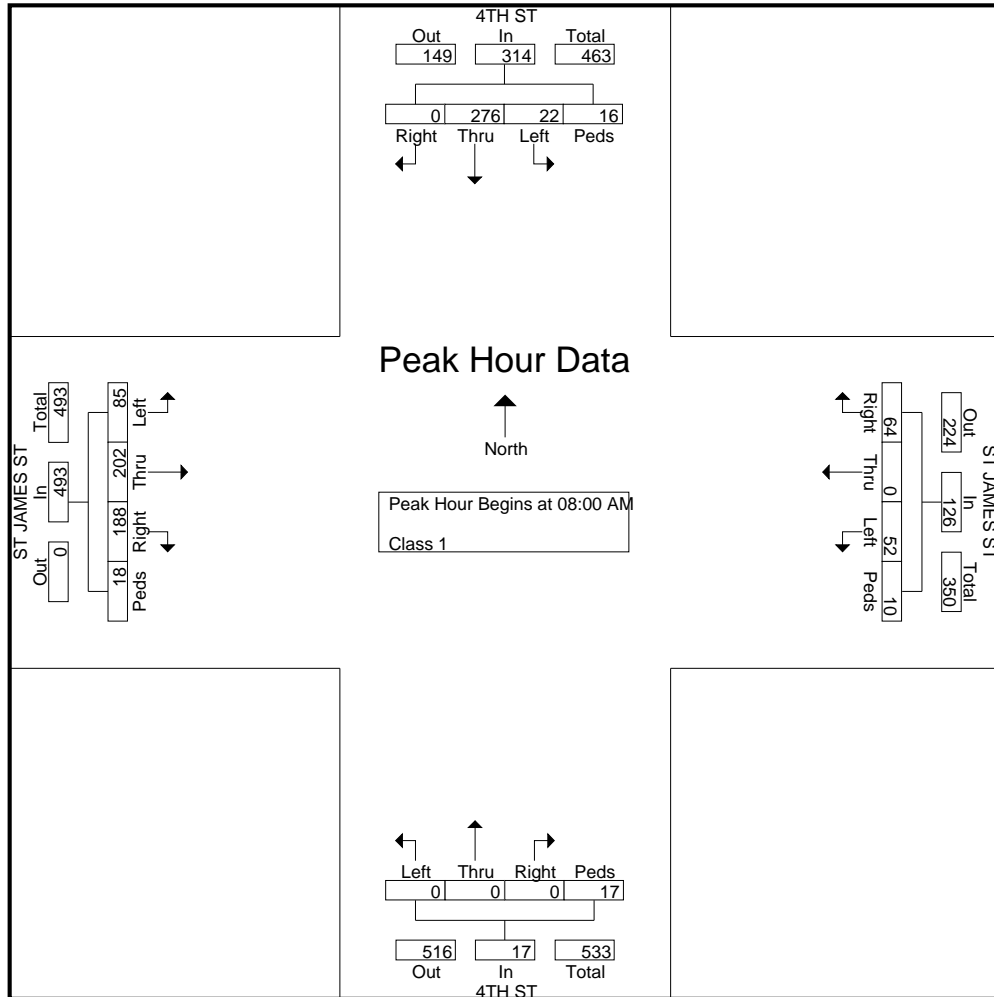 4TH ST
Out In Total
149 314 463
0 276 22 16
Right Thru Left Peds
Peak Hour Data
North
Peak Hour Begins at 08:00 AM
Class 1
ST JAMES ST
Total In Out
493 493 0
85 202 188 18
Left Thru Right Peds
ST JAMES ST
Out In Total
224 126 350
64 0 52 10
Right Thru Left Peds
Left Thru Right Peds
0 0 0 17
516 17 533
Out In Total
4TH ST